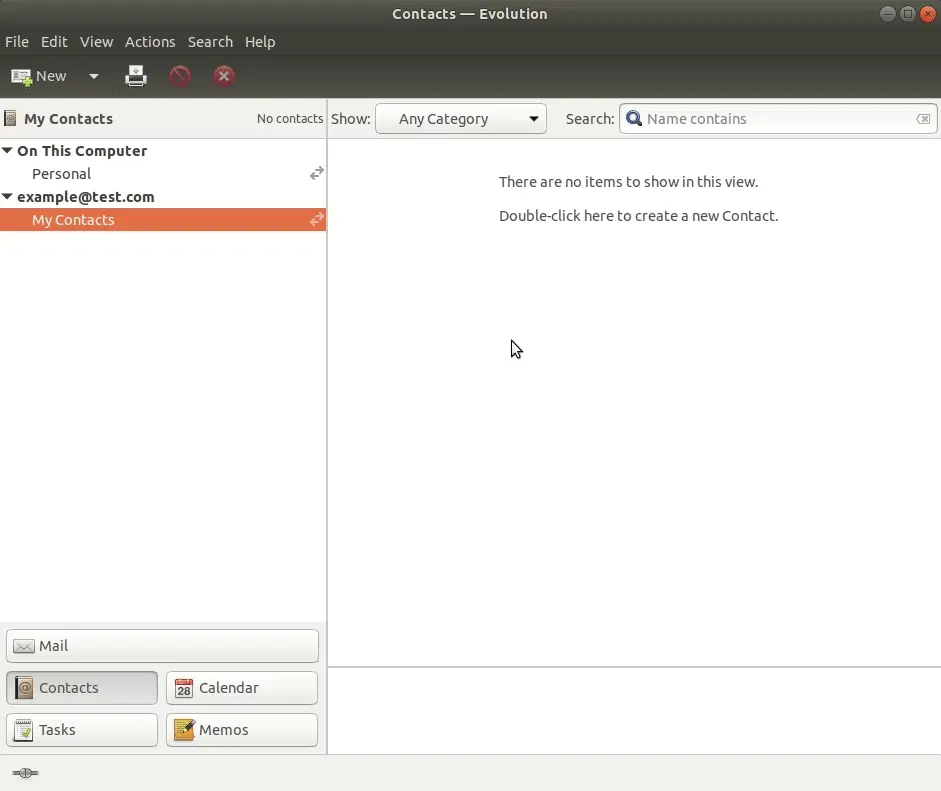 Contacts — Evolution
File Edit View Actions Search Help
New
My Contacts No contacts
Show: Any Category Search: Name contains
On This Computer
Personal
example@test.com
My Contacts
There are no items to show in this view.
Double-click here to create a new Contact.
Mail
Contacts
28 Calendar
Tasks
Memos